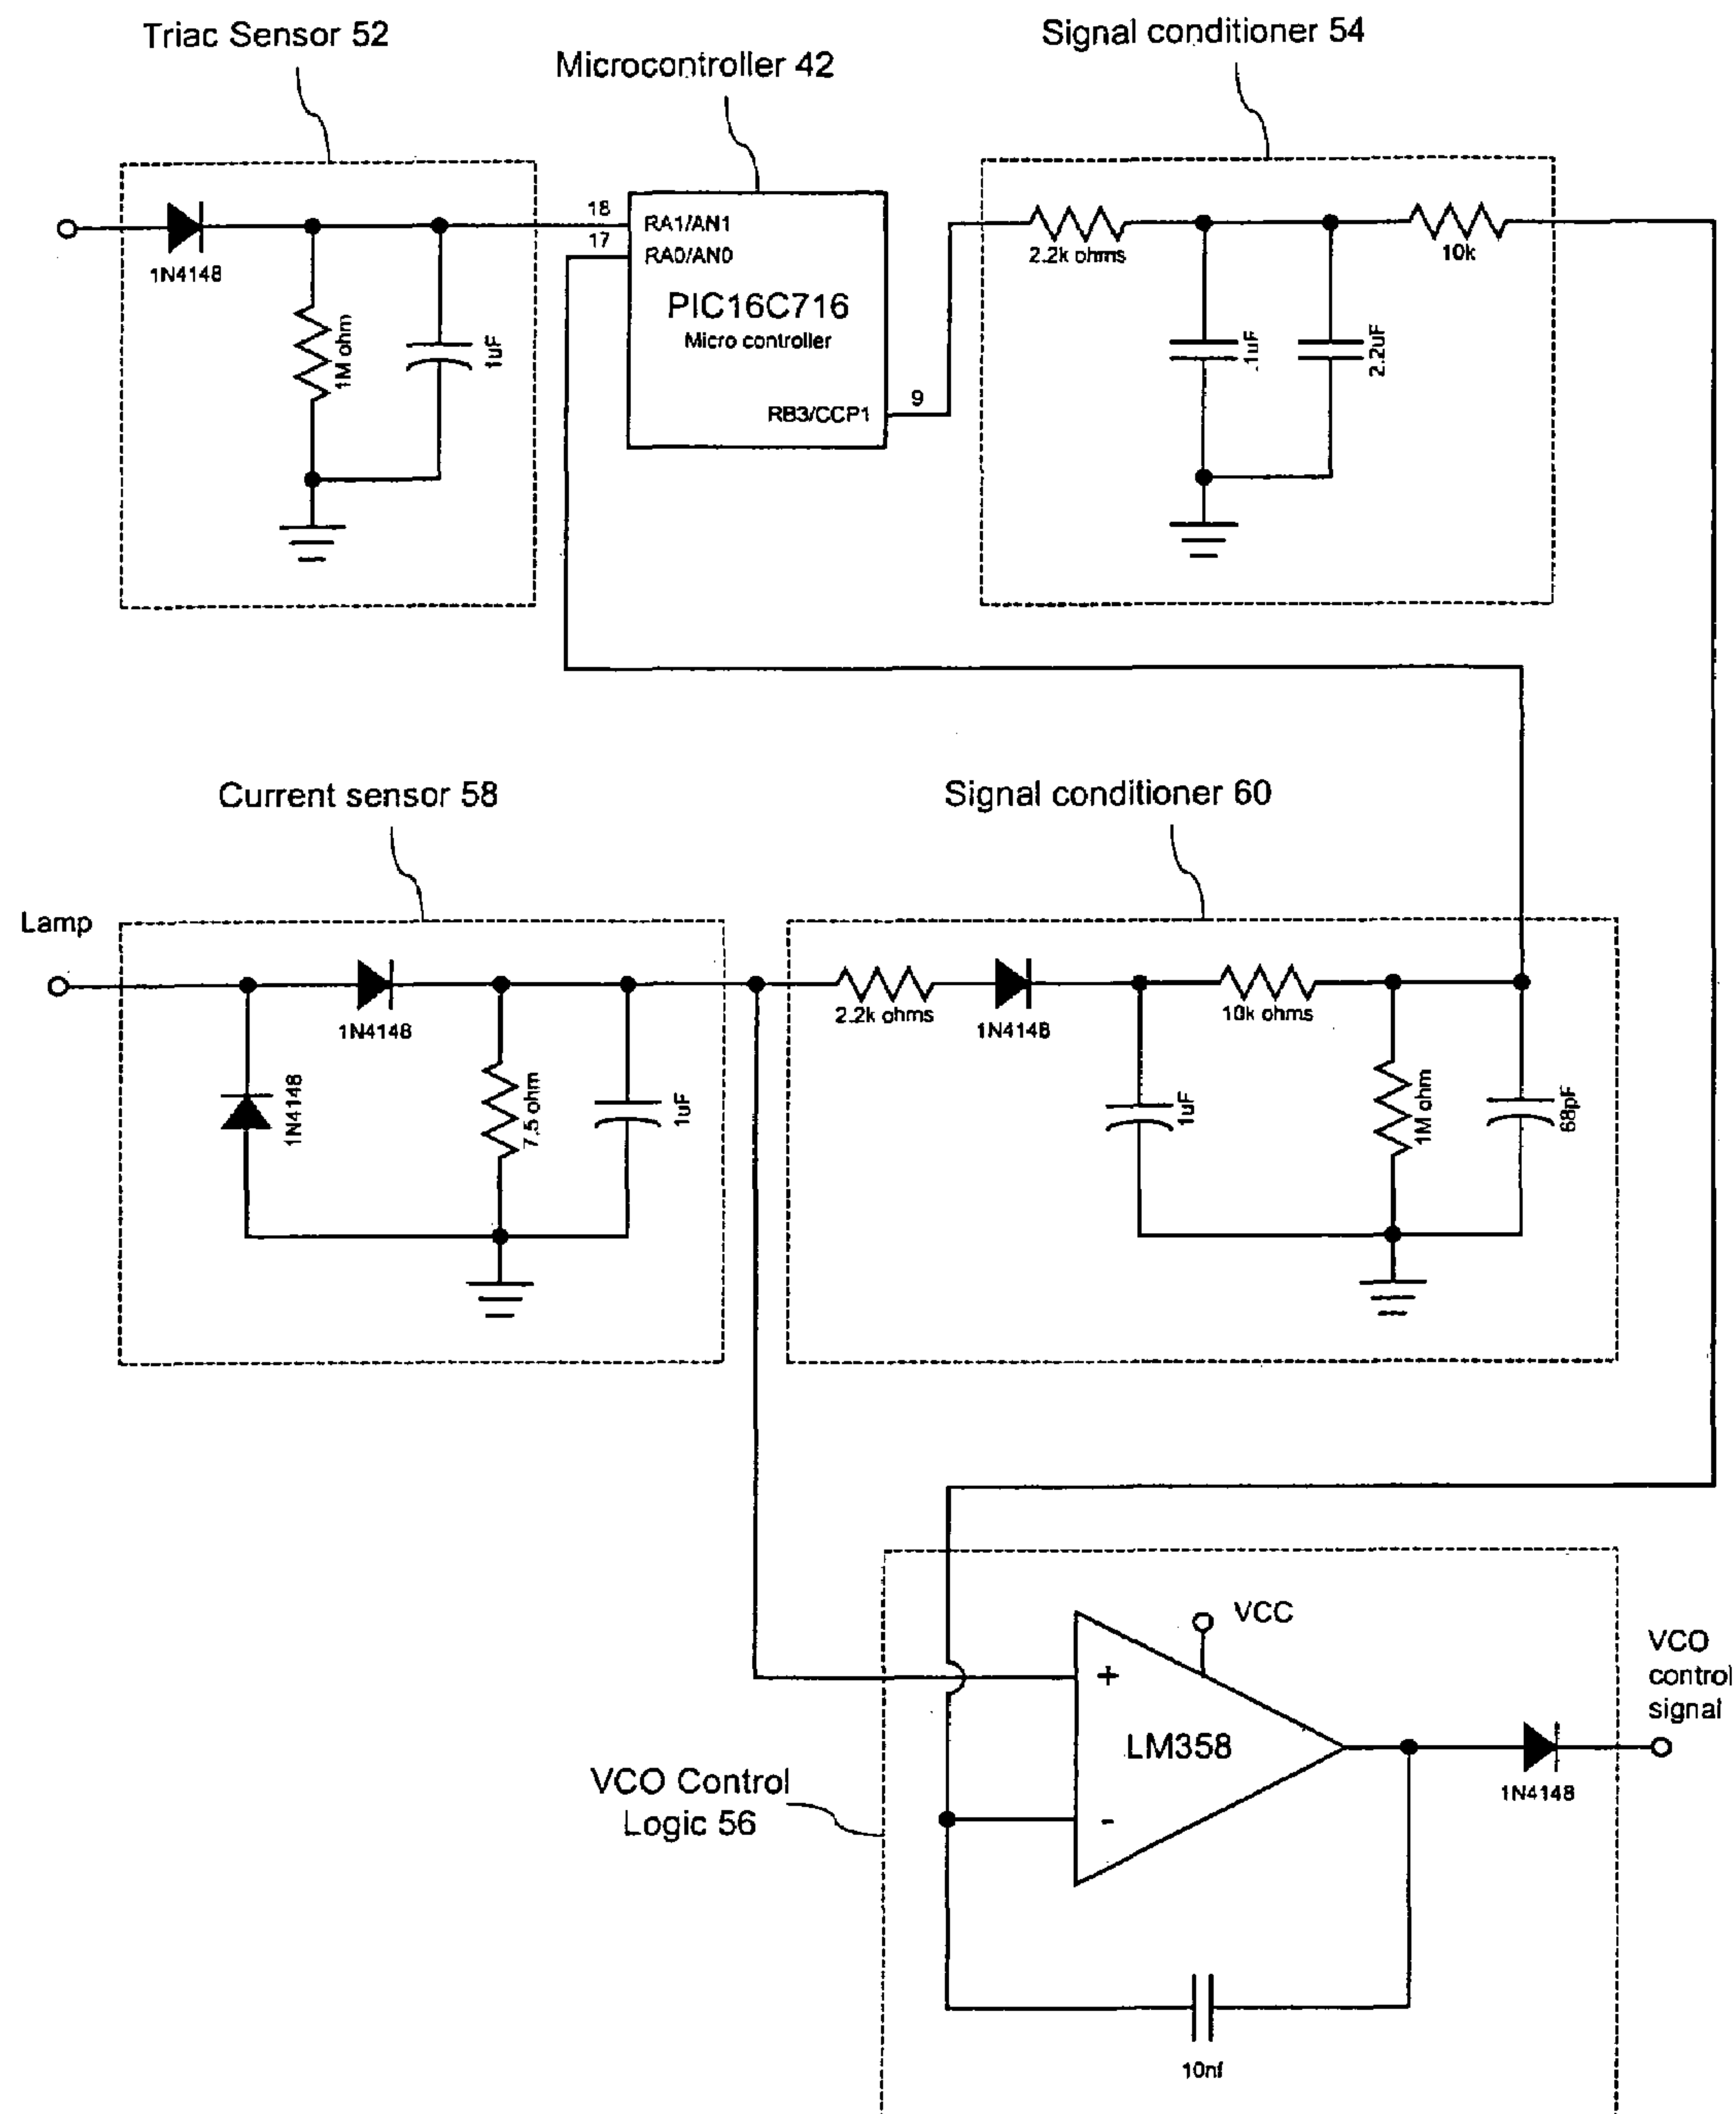 Triac Sensor 52
Microcontroller 42
Signal conditioner 54
1N4148
1M ohm
1uF
18
17
RA1/AN1
RA0/AN0
PIC16C716
Micro controller
RB3/CCP1
9
2.2k ohms
.1uF
2.2uF
10k
Current sensor 58
Signal conditioner 60
Lamp
1N4148
1N4148
7.5 ohm
1uF
2.2k ohms
1N4148
1uF
10k ohms
1M ohm
68pF
VCC
+
LM358
-
1N4148
VCO
control
signal
VCO Control
Logic 56
10nf